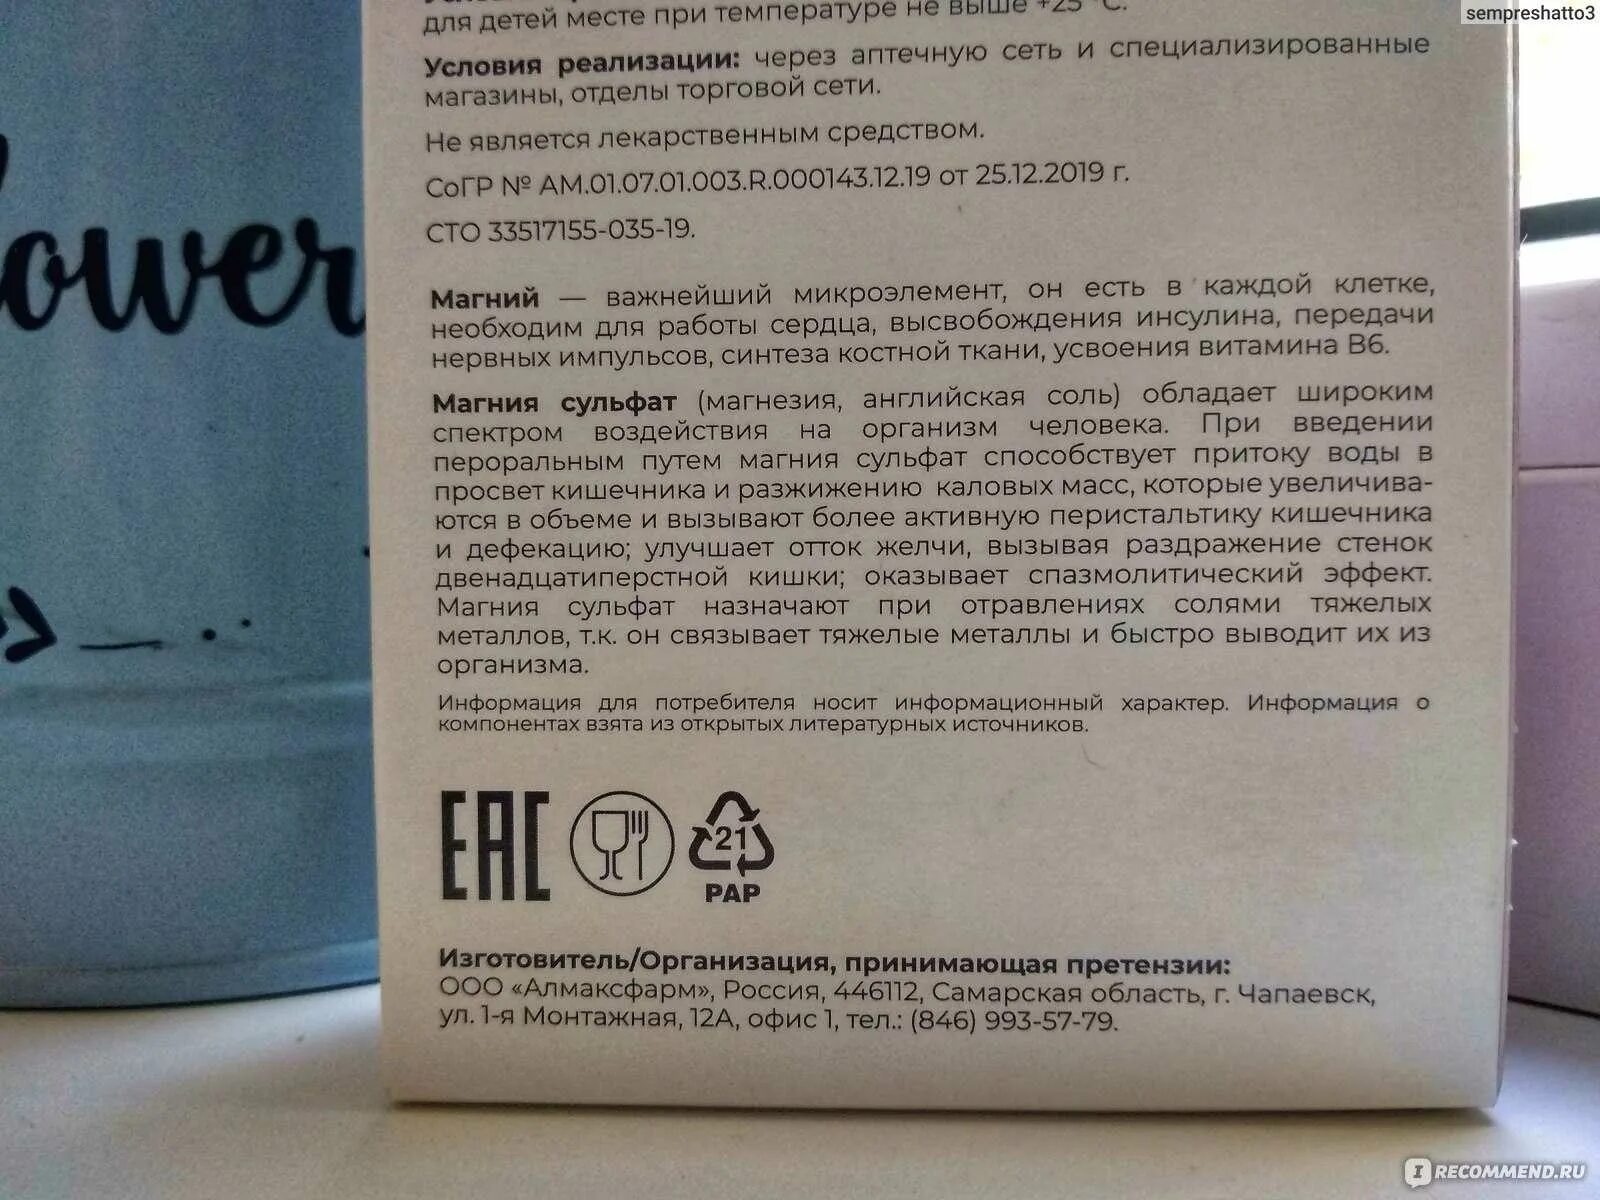 sempreshatto3
для детей месте при температуре не выше +25 °С.
Условия реализации: через аптечную сеть и специализированные
магазины, отделы торговой сети.
Не является лекарственным средством.
СоГР № АМ.01.07.01.003.R.000143.12.19 от 25.12.2019 г.
СТО 33517155-035-19.
ower
Магний — важнейший микроэлемент, он есть в каждой клетке,
необходим для работы сердца, высвобождения инсулина, передачи
нервных импульсов, синтеза костной ткани, усвоения витамина В6.
Магния сульфат (магнезия, английская соль) обладает широким
спектром воздействия на организм человека. При введении
пероральным путем магния сульфат способствует притоку воды в
просвет кишечника и разжижению каловых масс, которые увеличива-
ются в объеме и вызывают более активную перистальтику кишечника
и дефекацию; улучшает отток желчи, вызывая раздражение стенок
двенадцатиперстной кишки; оказывает спазмолитический эффект.
Магния сульфат назначают при отравлениях солями тяжелых
металлов, т.к. он связывает тяжелые металлы и быстро выводит их из
организма.
Информация для потребителя носит информационный характер. Информация о
компонентах взята из открытых литературных источников.
ЕАС
21
PAP
Изготовитель/Организация, принимающая претензии:
ООО «Алмаксфарм», Россия, 446112, Самарская область, г. Чапаевск,
ул. 1-я Монтажная, 12А, офис 1, тел.: (846) 993-57-79.
IRECOMMEND.RU